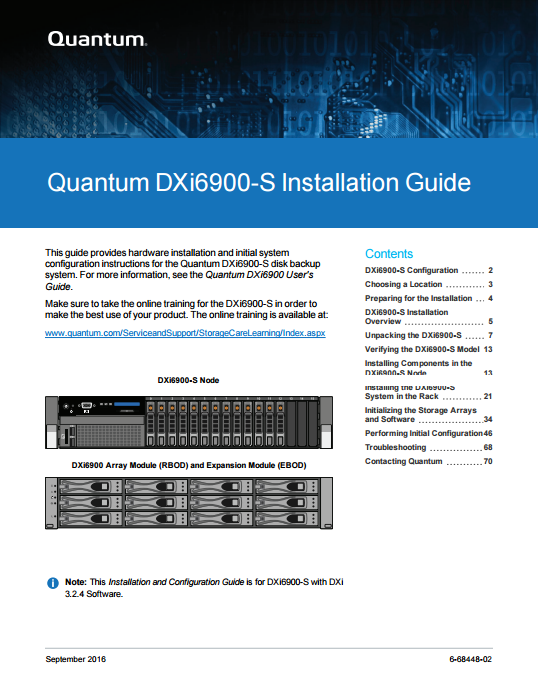 Quantum.
Quantum DXi6900-S Installation Guide
This guide provides hardware installation and initial system
configuration instructions for the Quantum DXi6900-S disk backup
system. For more information, see the Quantum DXi6900 User's
Guide.
Make sure to take the online training for the DXi6900-S in order to
make the best use of your product. The online training is available at:
www.quantum.com/ServiceandSupport/StorageCareLearning/Index.aspx
DXi6900-S Node
DXi6900 Array Module (RBOD) and Expansion Module (EBOD)
Note: This Installation and Configuration Guide is for DXi6900-S with DXi
3.2.4 Software.
Contents
DXi6900-S Configuration ....... 2
Choosing a Location ............ 3
Preparing for the Installation ... 4
DXi6900-S Installation
Overview ........................ 5
Unpacking the DXi6900-S ...... 7
Verifying the DXi6900-S Model 13
Installing Components in the
DXi6900-S Node 13
Installing the DXi6900-S
System in the Rack ............ 21
Initializing the Storage Arrays
and Software ....................34
Performing Initial Configuration46
Troubleshooting ................ 68
Contacting Quantum ........... 70
September 2016
6-68448-02